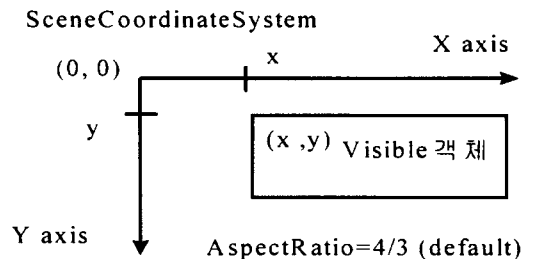 SceneCoordinateSystem
X axis
(0, 0)
x
y
(x ,y) Visible 객 체
Y axis
AspectRatio=4/3 (default)